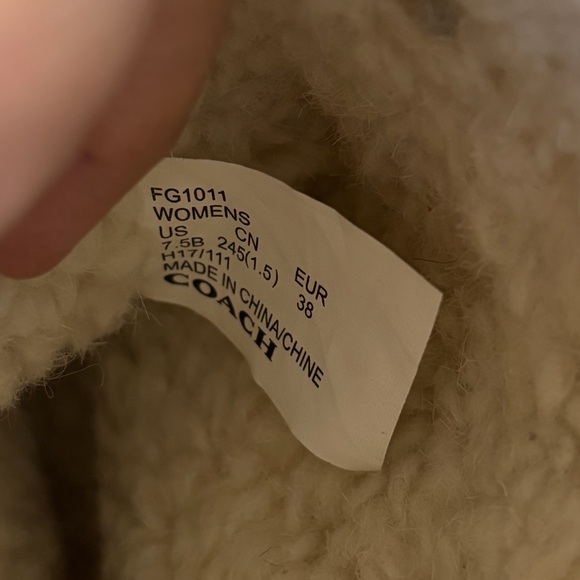 FG1011
WOMENS
US CN EUR
7.5B 245(1.5) 38
H17/111
MADE IN CHINA/CHINE
COACH